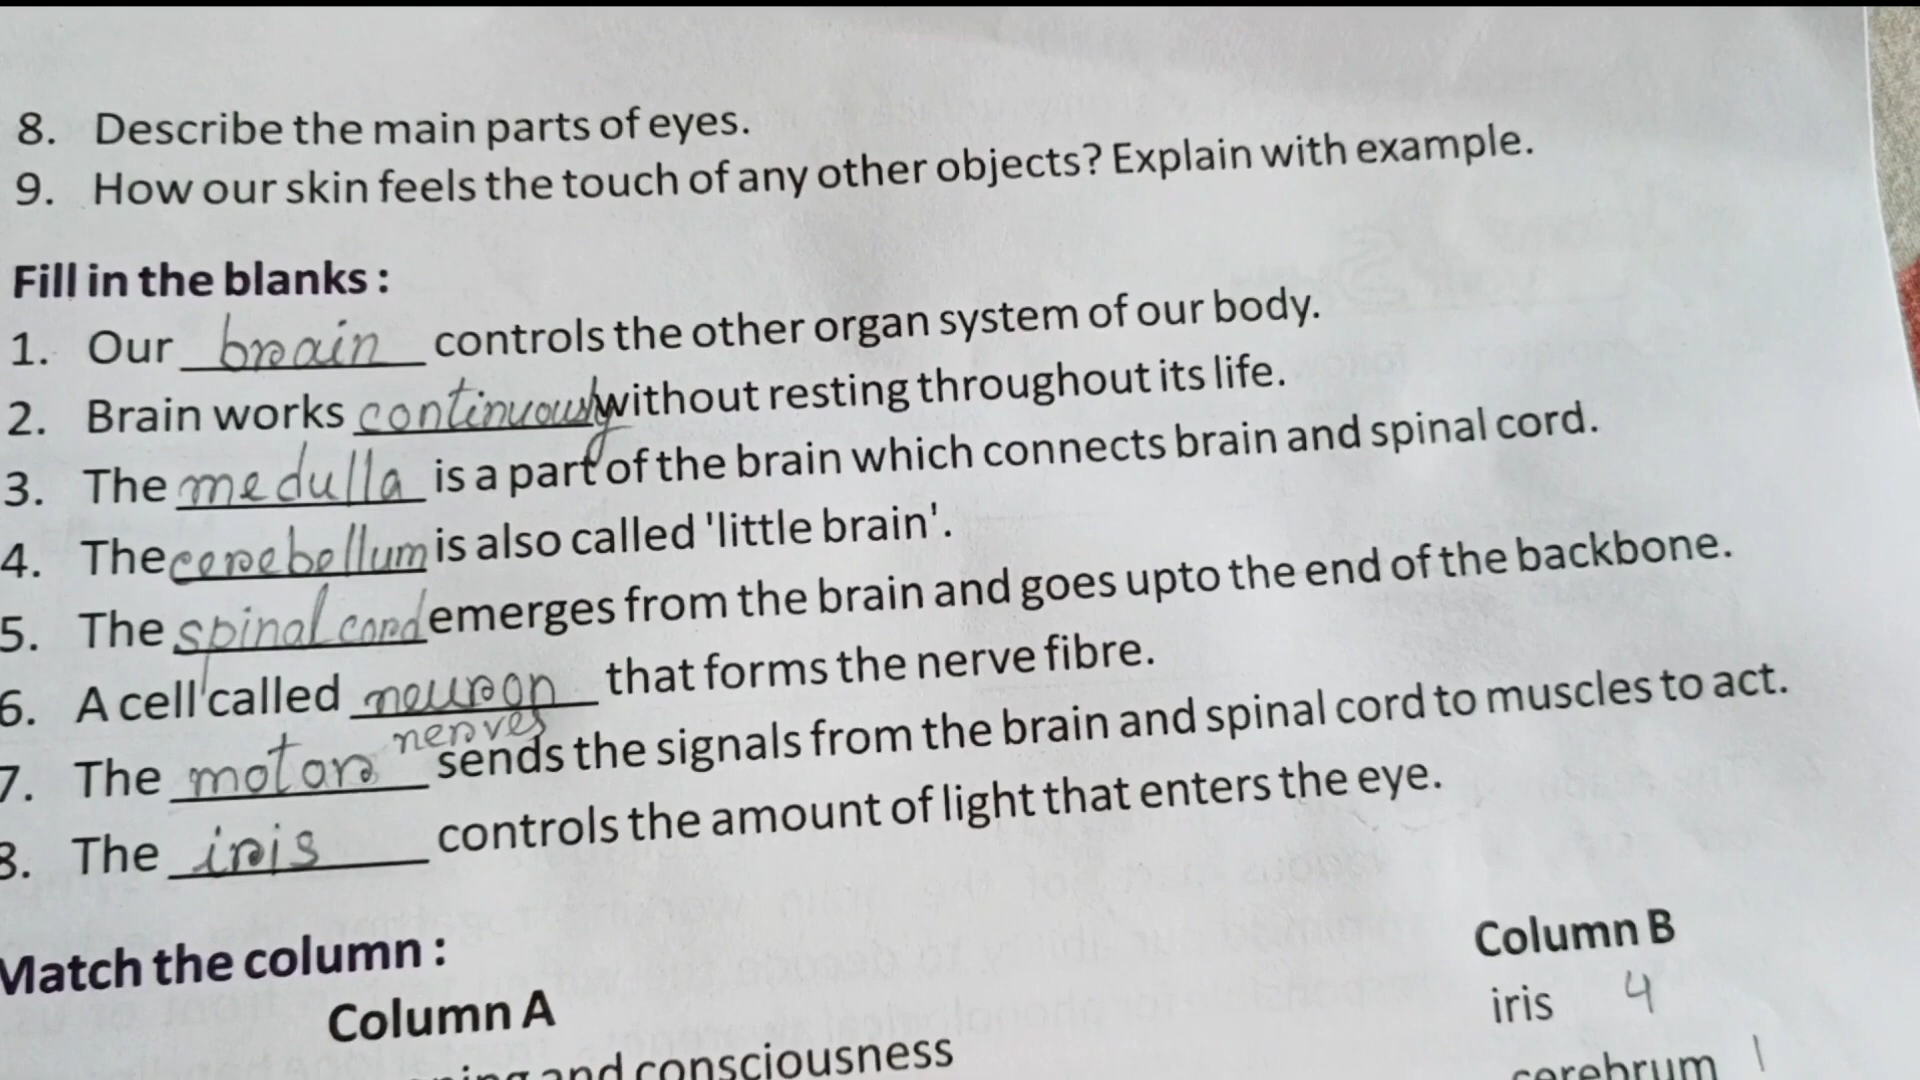 8. Describe the main parts of eyes.
9. How our skin feels the touch of any other objects? Explain with example.
Fill in the blanks :
1. Our brain controls the other organ system of our body.
2. Brain works continuously without resting throughout its life.
3. The medulla is a part of the brain which connects brain and spinal cord.
4. The cerebellum is also called 'little brain'.
5. The spinal cord emerges from the brain and goes upto the end of the backbone.
6. A cell called neuron that forms the nerve fibre.
7. The motor nerves sends the signals from the brain and spinal cord to muscles to act.
8. The iris controls the amount of light that enters the eye.
Match the column :
Column A Column B
iris 4
and consciousness cerebrum 1